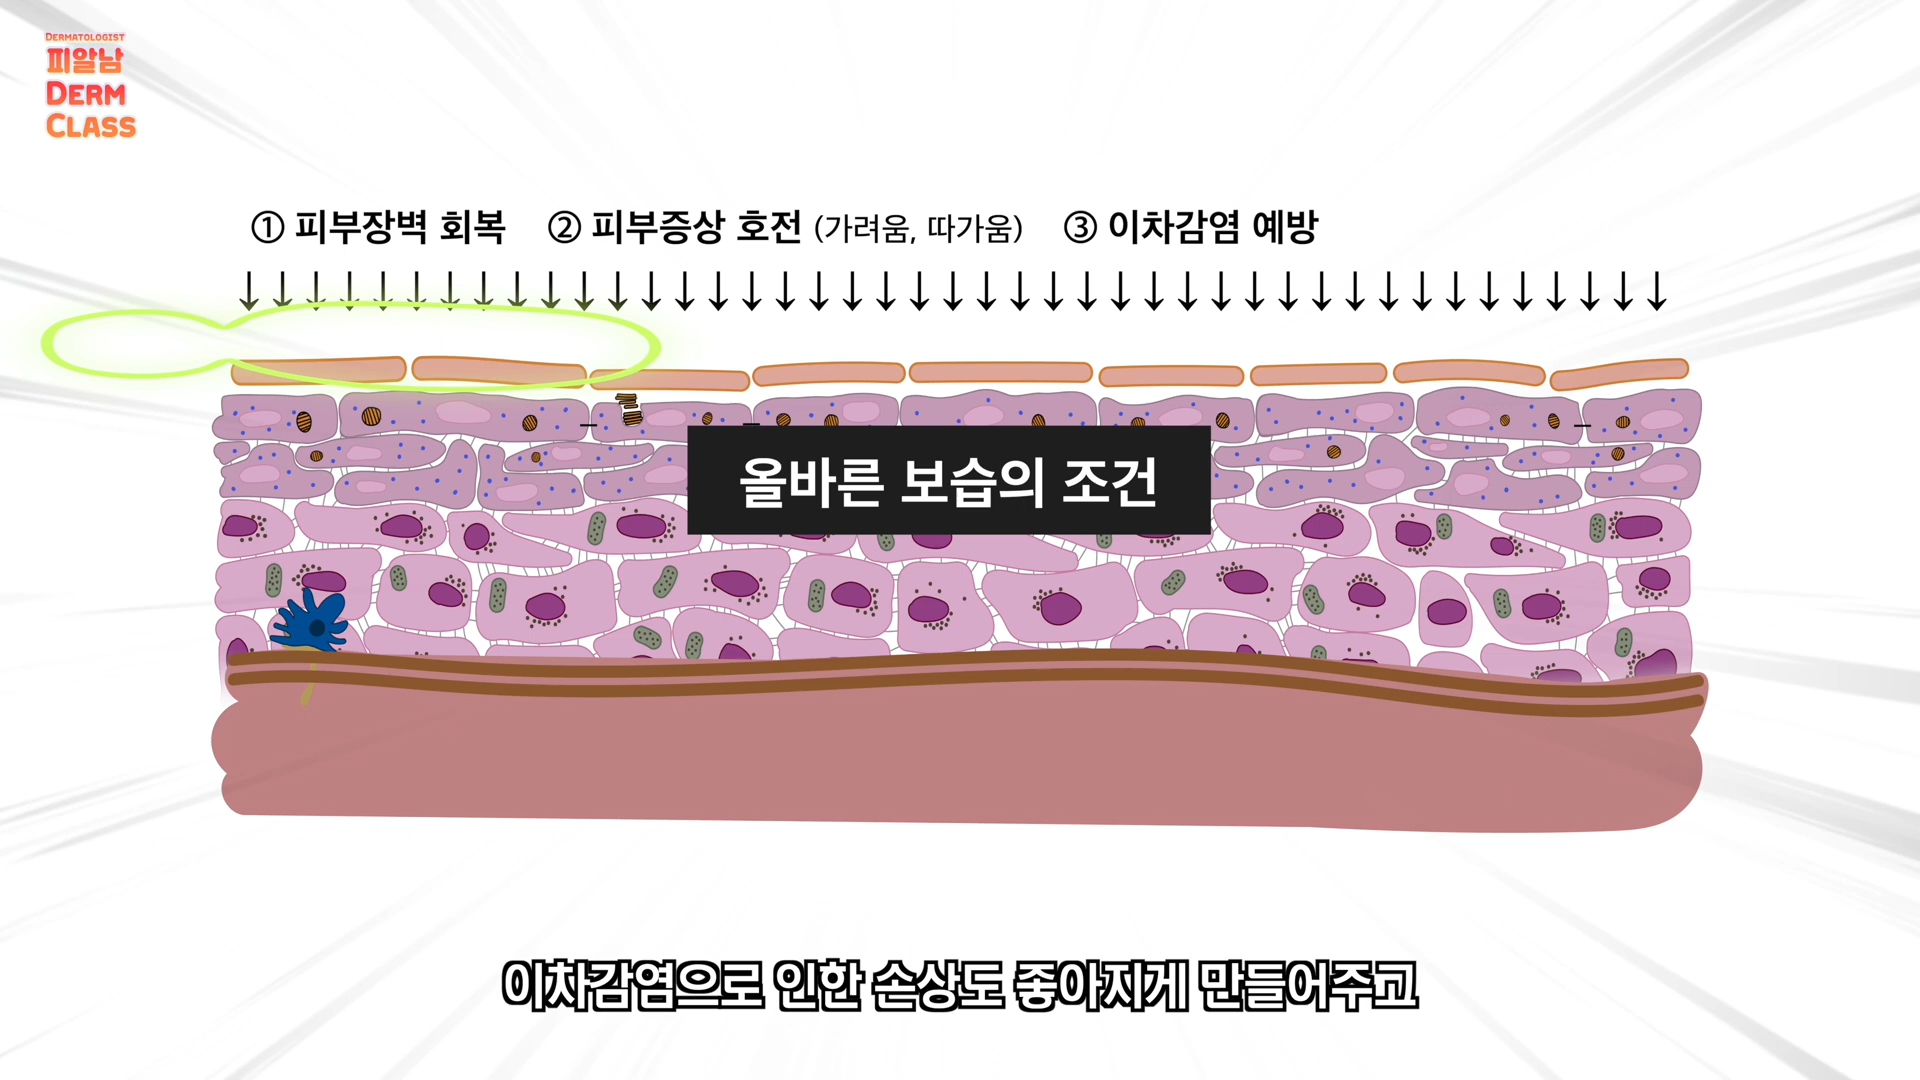 DERMATOLOGIST
피알남
DERM
CLASS
① 피부장벽 회복 ② 피부증상 호전 (가려움, 따가움) ③ 이차감염 예방
올바른 보습의 조건
이차감염으로 인한 손상도 좋아지게 만들어주고